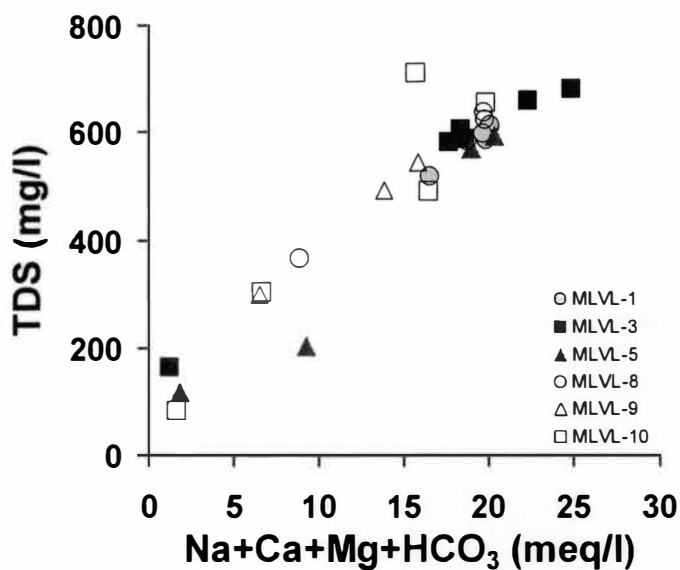 800
600
400
200
0
TDS (mg/l)
MLVL-1
MLVL-3
MLVL-5
MLVL-8
MLVL-9
MLVL-10
0 5 10 15 20 25 30
Na+Ca+Mg+HCO₃ (meq/l)